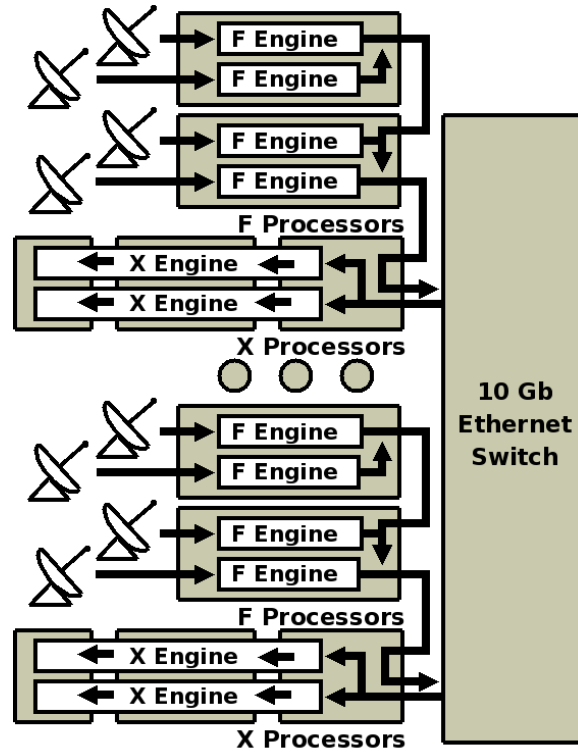 F Engine
F Engine
F Engine
F Engine
F Processors
X Engine
X Engine
X Processors
10 Gb
Ethernet
Switch
F Engine
F Engine
F Engine
F Engine
F Processors
X Engine
X Engine
X Processors